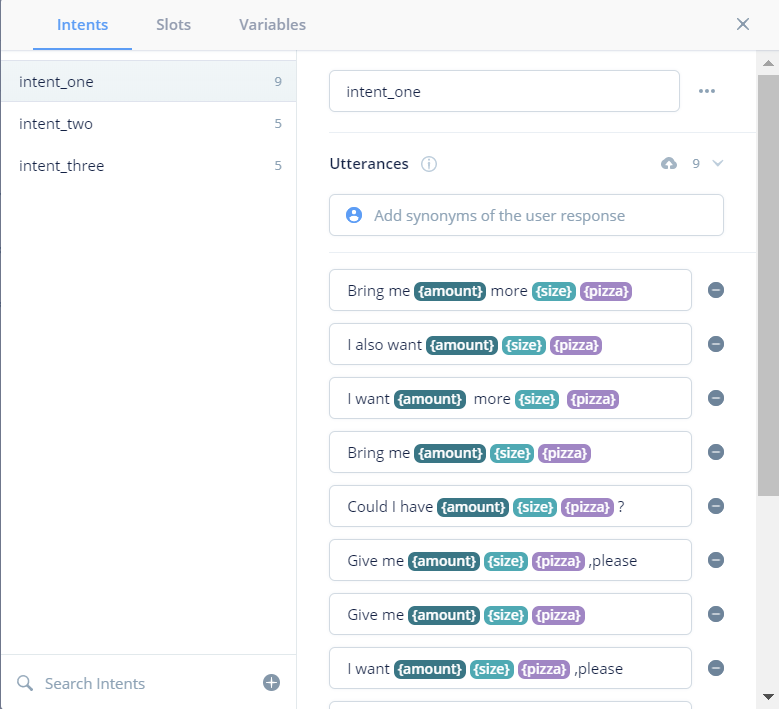 Intents Slots Variables
intent_one 9
intent_two 5
intent_three 5
Search Intents
intent_one
Utterances 9
Add synonyms of the user response
Bring me {amount} more {size} {pizza}
I also want {amount} {size} {pizza}
I want {amount} more {size} {pizza}
Bring me {amount} {size} {pizza}
Could I have {amount} {size} {pizza} ?
Give me {amount} {size} {pizza} ,please
Give me {amount} {size} {pizza}
I want {amount} {size} {pizza} ,please